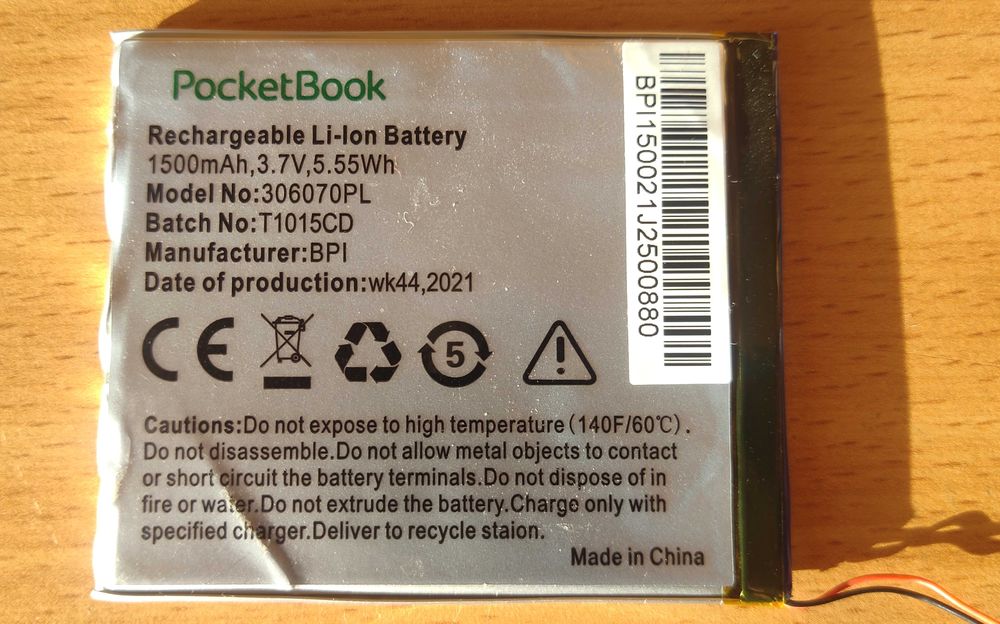 PocketBook
Rechargeable Li-Ion Battery
1500mAh,3.7V,5.55Wh
Model No:306070PL
Batch No:T1015CD
Manufacturer:BPI
Date of production:wk44,2021
CE
5
Cautions:Do not expose to high temperature(140F/60℃).
Do not disassemble.Do not allow metal objects to contact
or short circuit the battery terminals.Do not dispose of in
fire or water.Do not extrude the battery.Charge only with
specified charger.Deliver to recycle staion.
Made in China
BPI150021J2500880